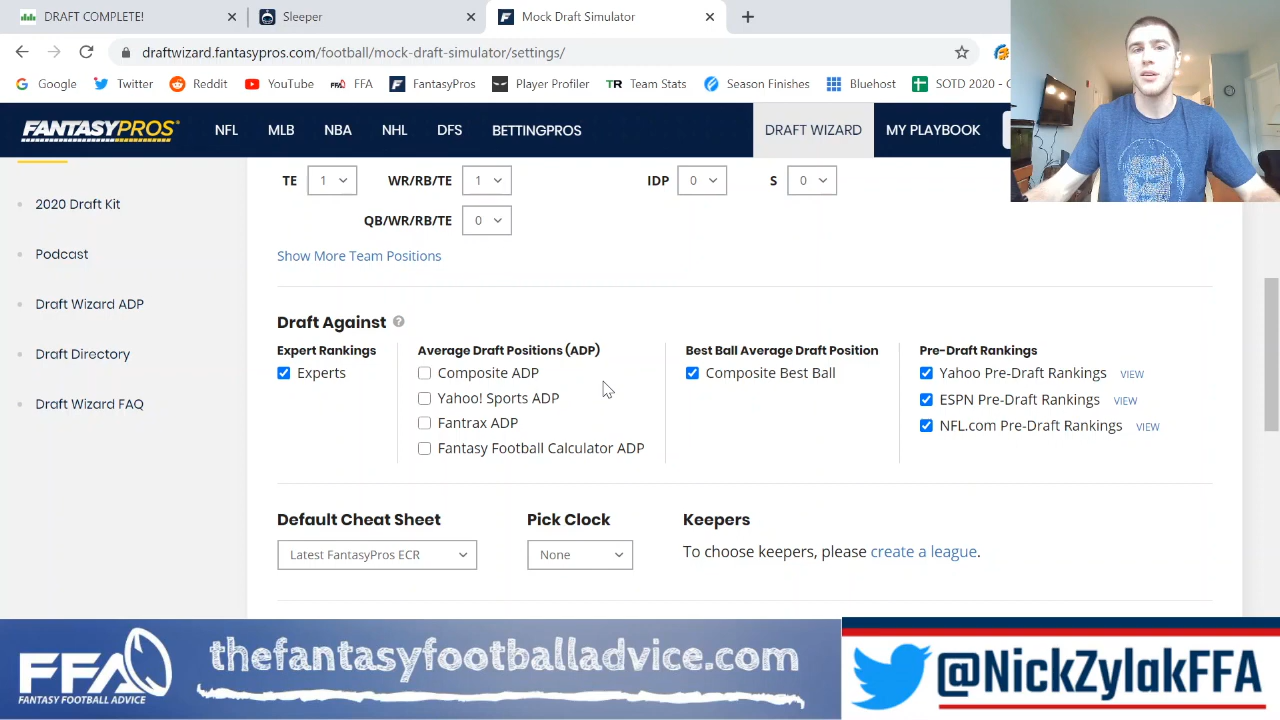 DRAFT COMPLETE!
Sleeper
Mock Draft Simulator
draftwizard.fantasypros.com/football/mock-draft-simulator/settings/
Google Twitter Reddit YouTube FFA FantasyPros Player Profiler TR Team Stats Season Finishes Bluehost SOTD 2020 -
FANTASYPROS NFL MLB NBA NHL DFS BETTINGPROS DRAFT WIZARD MY PLAYBOOK
2020 Draft Kit
Podcast
Draft Wizard ADP
Draft Directory
Draft Wizard FAQ
TE 1 WR/RB/TE 1 IDP 0 S 0
QB/WR/RB/TE 0
Show More Team Positions
Draft Against ?
Expert Rankings
Experts
Average Draft Positions (ADP)
Composite ADP
Yahoo! Sports ADP
Fantrax ADP
Fantasy Football Calculator ADP
Best Ball Average Draft Position
Composite Best Ball
Pre-Draft Rankings
Yahoo Pre-Draft Rankings VIEW
ESPN Pre-Draft Rankings VIEW
NFL.com Pre-Draft Rankings VIEW
Default Cheat Sheet
Latest FantasyPros ECR
Pick Clock
None
Keepers
To choose keepers, please create a league.
FFA
FANTASY FOOTBALL ADVICE
thefantasyfootballadvice.com
@NickZylakFFA